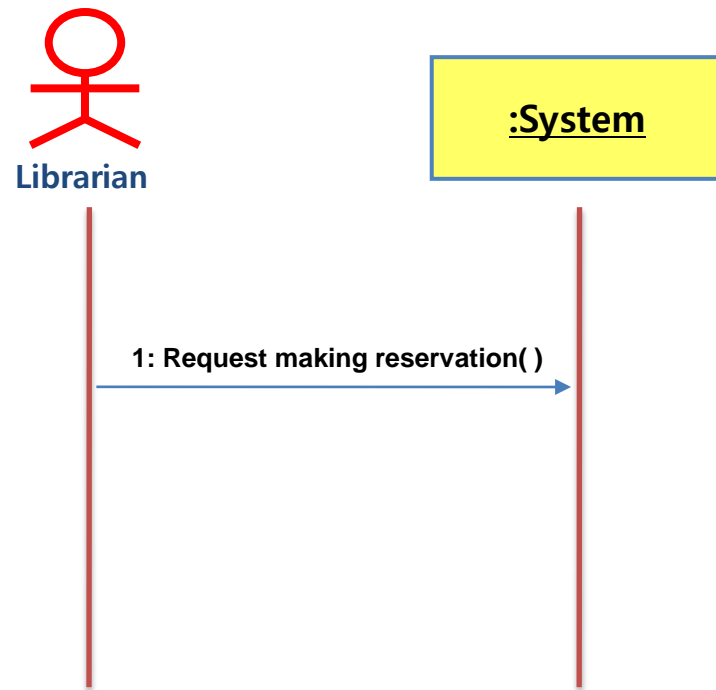 :System
Librarian
1: Request making reservation( )